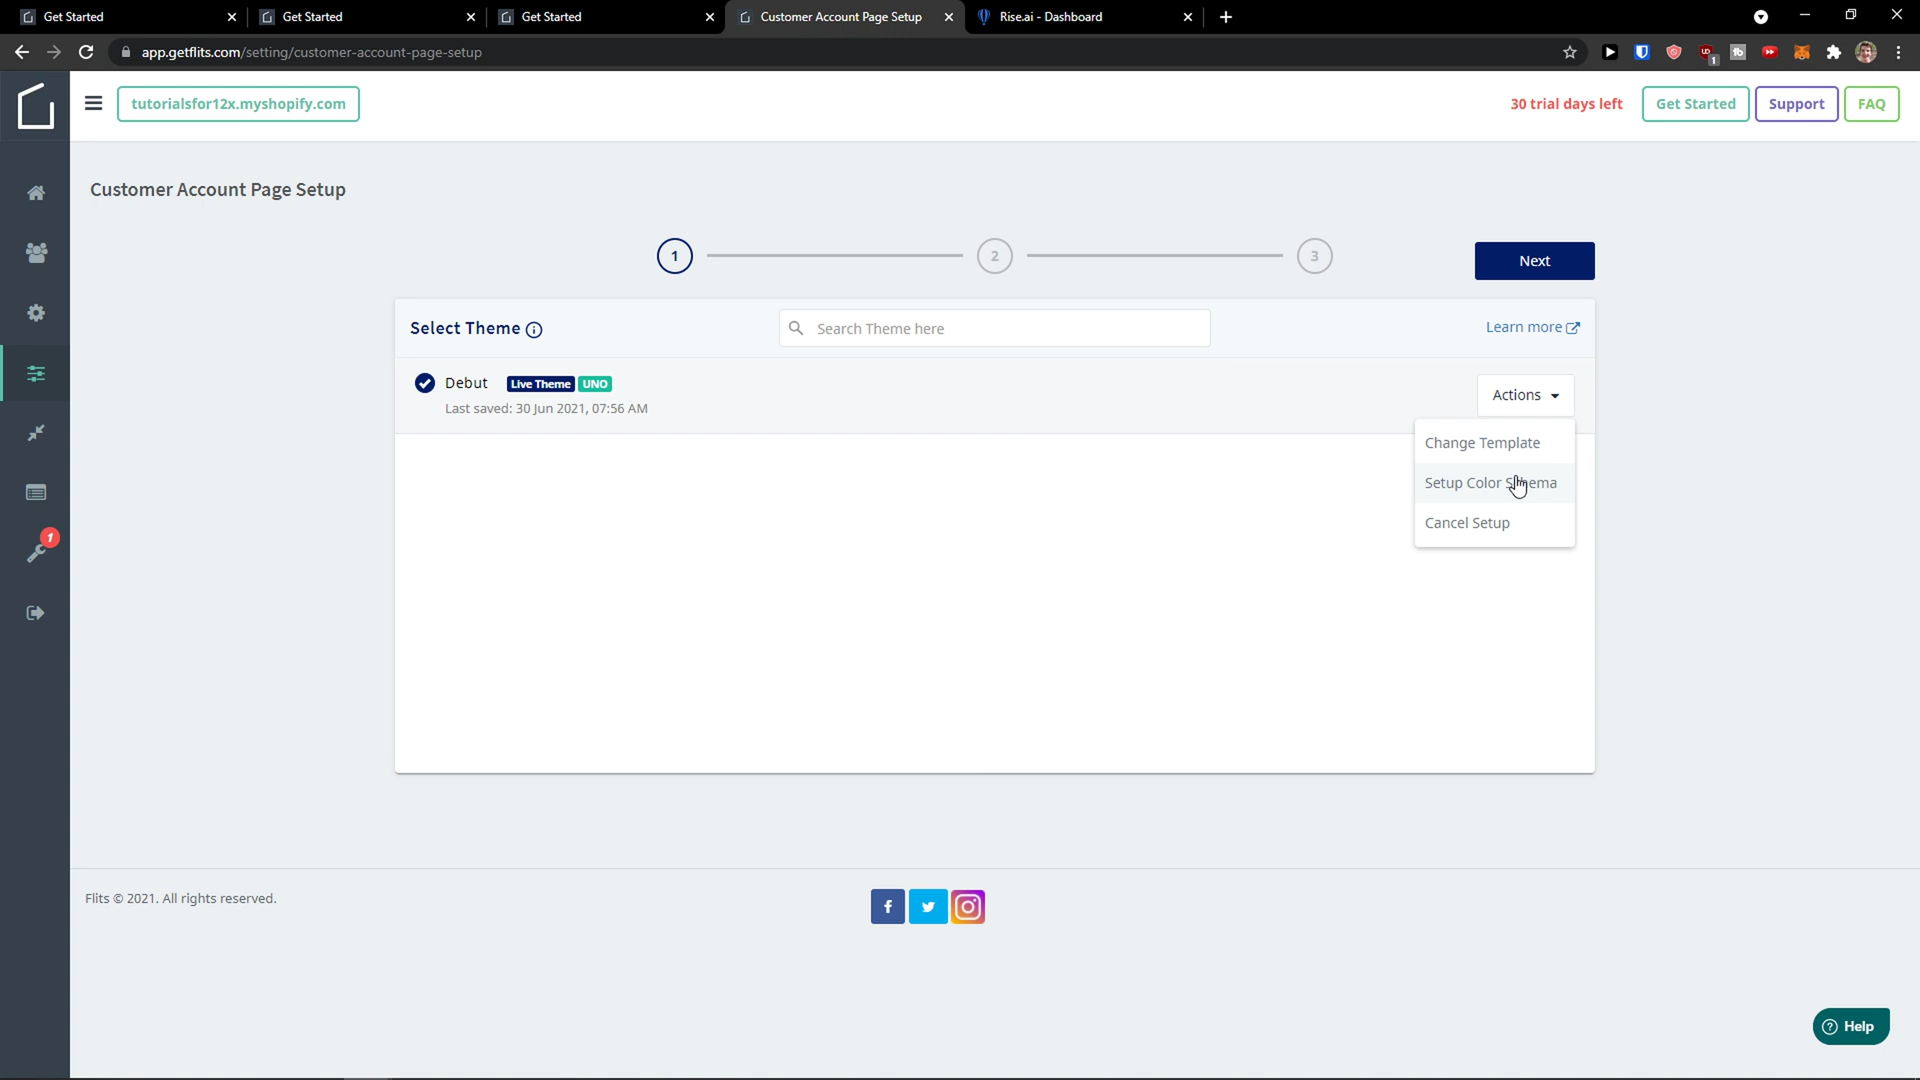 Get Started
Get Started
Get Started
Customer Account Page Setup
Rise.ai - Dashboard
app.getflits.com/setting/customer-account-page-setup
1
tutorialsfor12x.myshopify.com
30 trial days left
Get Started
Support
FAQ
Customer Account Page Setup
1
2
3
Next
Select Theme
Search Theme here
Learn more
Debut
Live Theme
UNO
Last saved: 30 Jun 2021, 07:56 AM
Actions
Change Template
Setup Color Schema
Cancel Setup
1
Flits © 2021. All rights reserved.
Help